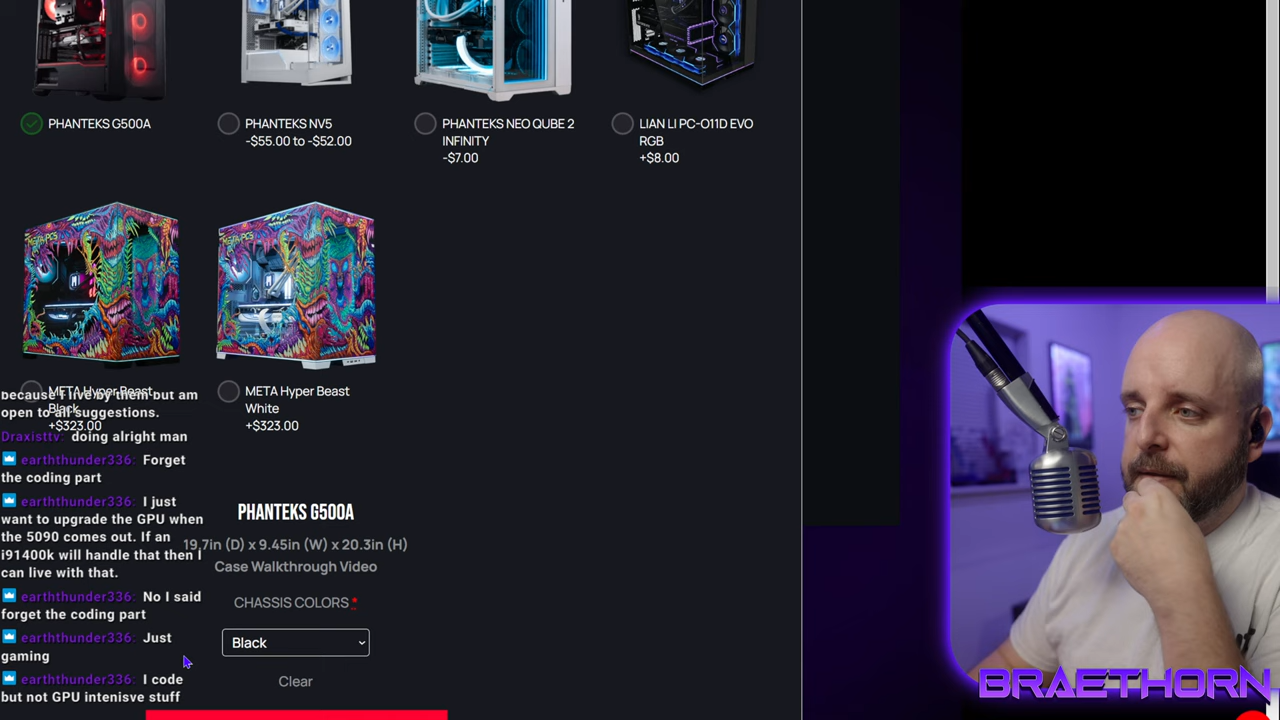 PHANTEKS G500A
PHANTEKS NV5
-$55.00 to -$52.00
PHANTEKS NEO QUBE 2
INFINITY
-$7.00
LIAN LI PC-O11D EVO
RGB
+$8.00
META Hyper Beast
Black
+$323.00
META Hyper Beast
White
+$323.00
because I live by them but am
open to all suggestions.
Draxisttv: doing alright man
earththunder336: Forget
the coding part
earththunder336: I just
want to upgrade the GPU when
the 5090 comes out. If an
i91400k will handle that then I
can live with that.
earththunder336: No I said
forget the coding part
earththunder336: Just
gaming
earththunder336: I code
but not GPU intenisve stuff
PHANTEKS G500A
19.7in (D) x 9.45in (W) x 20.3in (H)
Case Walkthrough Video
CHASSIS COLORS *
Black
Clear
BRAETHORN